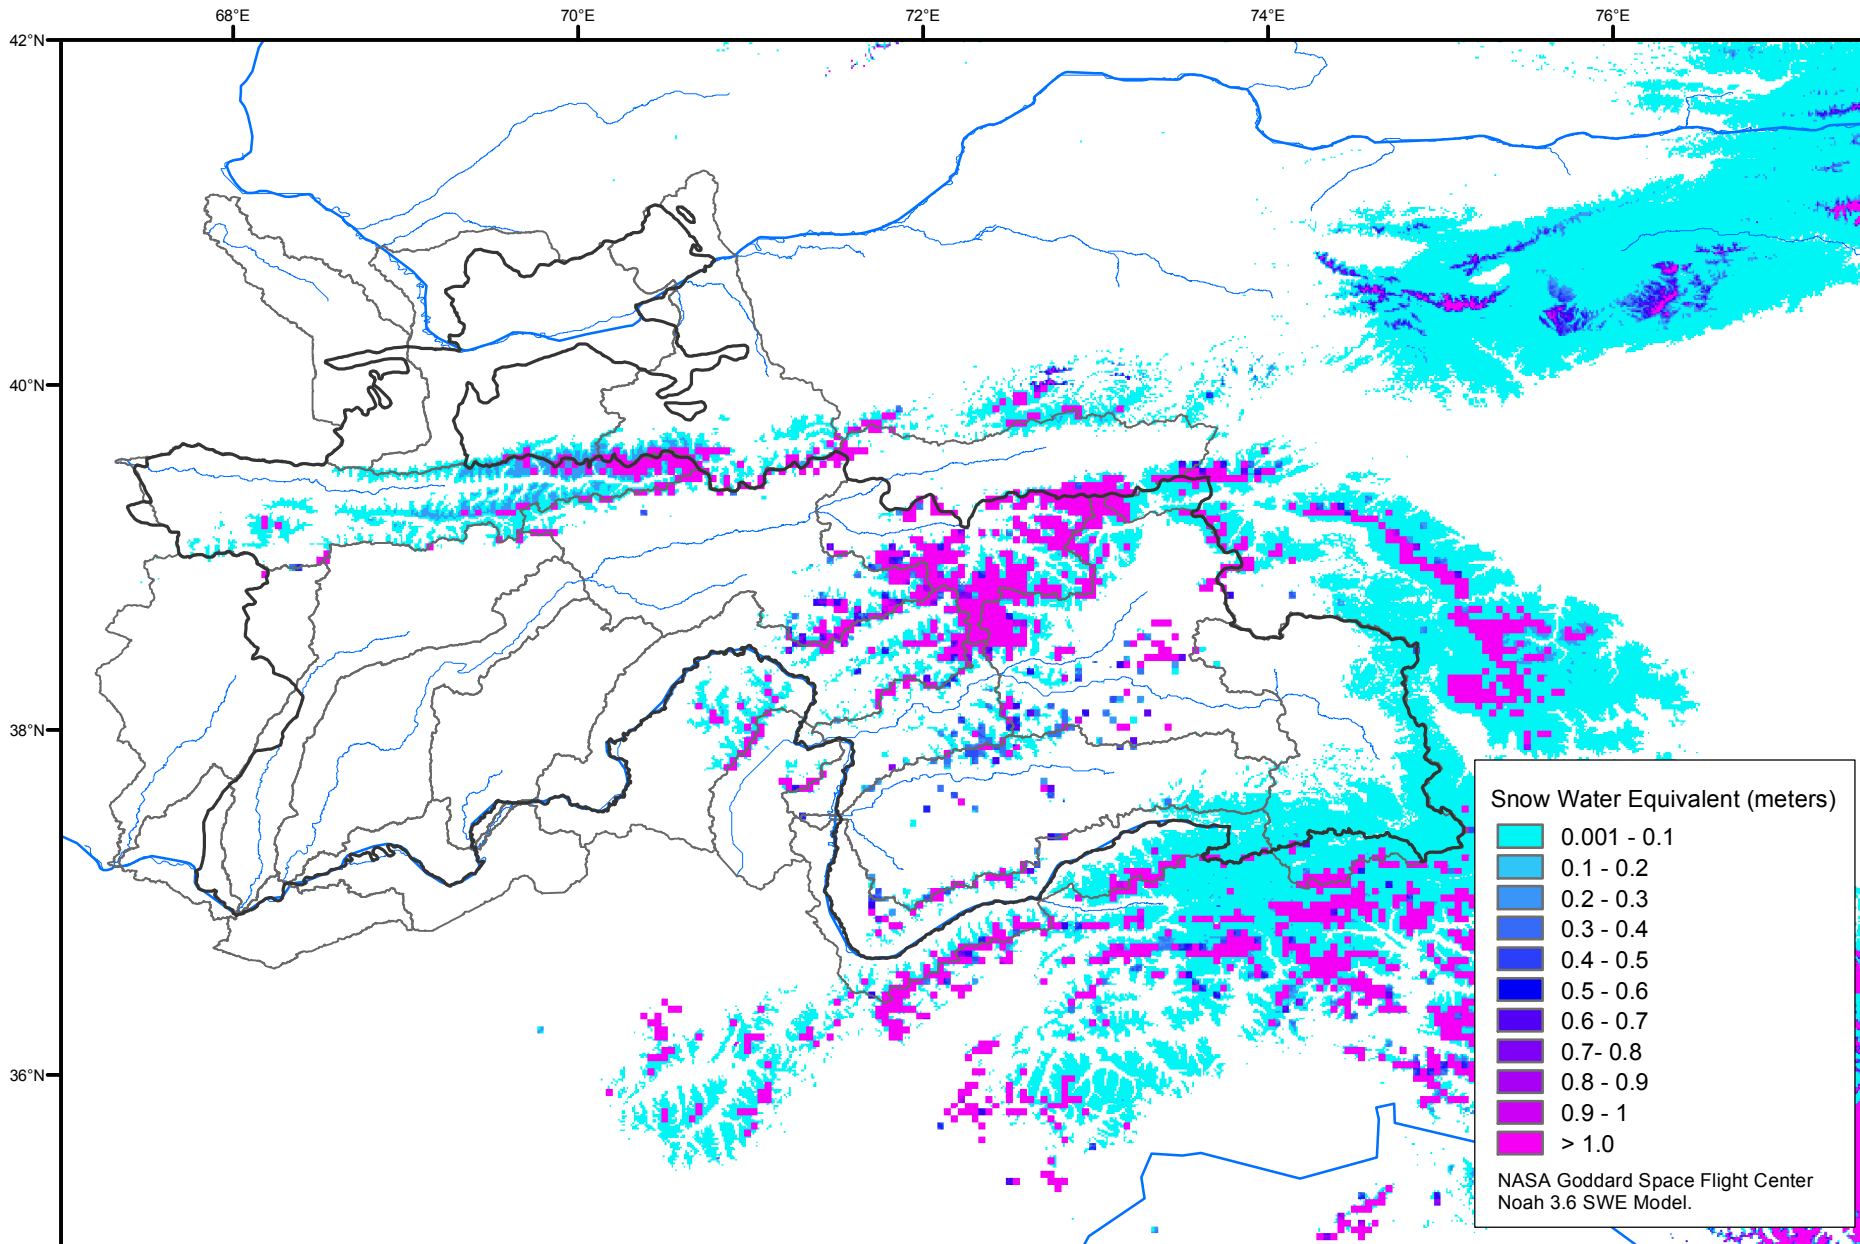 68°E
70°E
72°E
74°E
76°E
42°N
40°N
38°N
36°N
Snow Water Equivalent (meters)
0.001 - 0.1
0.1 - 0.2
0.2 - 0.3
0.3 - 0.4
0.4 - 0.5
0.5 - 0.6
0.6 - 0.7
0.7- 0.8
0.8 - 0.9
0.9 - 1
> 1.0
NASA Goddard Space Flight Center
Noah 3.6 SWE Model.